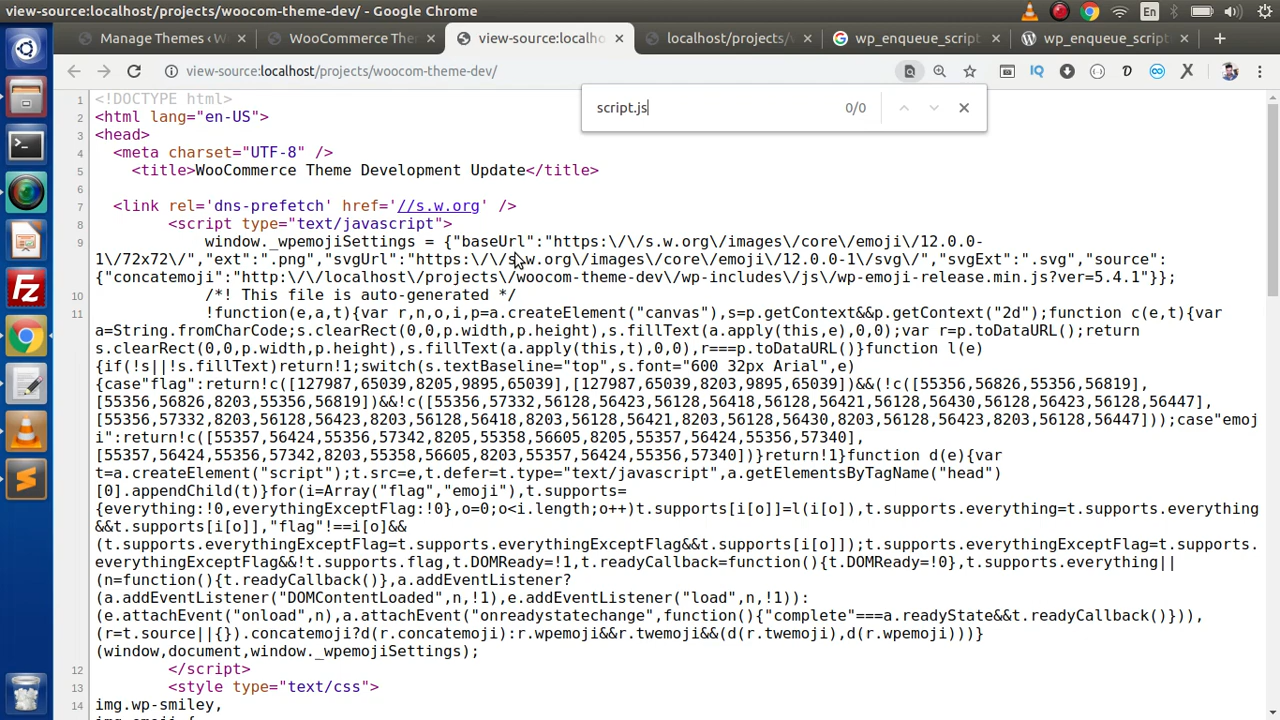 view-source:localhost/projects/woocom-theme-dev/ - Google Chrome
En
Manage Themes ‹ W
WooCommerce The
view-source:localho
localhost/projects/v
wp_enqueue_script
wp_enqueue_script
view-source:localhost/projects/woocom-theme-dev/
IQ
script.js
0/0
1 <!DOCTYPE html>
2 <html lang="en-US">
3 <head>
4 <meta charset="UTF-8" />
5 <title>WooCommerce Theme Development Update</title>
6
7 <link rel='dns-prefetch' href='//s.w.org' />
8 <script type="text/javascript">
9 window._wpemojiSettings = {"baseUrl":"https:\/\/s.w.org\/images\/core\/emoji\/12.0.0-
1\/72x72\/","ext":".png","svgUrl":"https:\/\/s.w.org\/images\/core\/emoji\/12.0.0-1\/svg\/","svgExt":".svg","source":
{"concatemoji":"http:\/\/localhost\/projects\/woocom-theme-dev\/wp-includes\/js\/wp-emoji-release.min.js?ver=5.4.1"}};
10 /*! This file is auto-generated */
11 !function(e,a,t){var r,n,o,i,p=a.createElement("canvas"),s=p.getContext&&p.getContext("2d");function c(e,t){var
a=String.fromCharCode;s.clearRect(0,0,p.width,p.height),s.fillText(a.apply(this,e),0,0);var r=p.toDataURL();return
s.clearRect(0,0,p.width,p.height),s.fillText(a.apply(this,t),0,0),r===p.toDataURL()}function l(e)
{if(!s||!s.fillText)return!1;switch(s.textBaseline="top",s.font="600 32px Arial",e)
{case"flag":return!c([127987,65039,8205,9895,65039],[127987,65039,8203,9895,65039])&&(!c([55356,56826,55356,56819],
[55356,56826,8203,55356,56819])&&!c([55356,57332,56128,56423,56128,56418,56128,56421,56128,56430,56128,56423,56128,56447],
[55356,57332,8203,56128,56423,8203,56128,56418,8203,56128,56421,8203,56128,56430,8203,56128,56423,8203,56128,56447]));case"emoj
i":return!c([55357,56424,55356,57342,8205,55358,56605,8205,55357,56424,55356,57340],
[55357,56424,55356,57342,8203,55358,56605,8203,55357,56424,55356,57340])}return!1}function d(e){var
t=a.createElement("script");t.src=e,t.defer=t.type="text/javascript",a.getElementsByTagName("head")
[0].appendChild(t)}for(i=Array("flag","emoji"),t.supports=
{everything:!0,everythingExceptFlag:!0},o=0;o<i.length;o++)t.supports[i[o]]=l(i[o]),t.supports.everything=t.supports.everything
&&t.supports[i[o]],"flag"!==i[o]&&
(t.supports.everythingExceptFlag=t.supports.everythingExceptFlag&&t.supports[i[o]]);t.supports.everythingExceptFlag=t.supports.
everythingExceptFlag&&!t.supports.flag,t.DOMReady=!1,t.readyCallback=function(){t.DOMReady=!0},t.supports.everything||
(n=function(){t.readyCallback()},a.addEventListener?
(a.addEventListener("DOMContentLoaded",n,!1),e.addEventListener("load",n,!1)):
(e.attachEvent("onload",n),a.attachEvent("onreadystatechange",function(){"complete"===a.readyState&&t.readyCallback()})),
(r=t.source||{}).concatemoji?d(r.concatemoji):r.wpemoji&&r.twemoji&&(d(r.twemoji),d(r.wpemoji)))}
(window,document,window._wpemojiSettings);
12 </script>
13 <style type="text/css">
14 img.wp-smiley,
img.emoji {